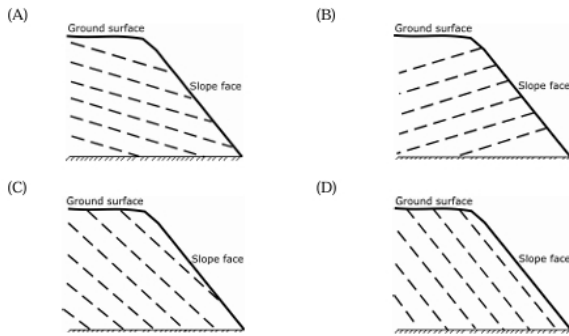 (A)
Ground surface
Slope face
(B)
Ground surface
Slope face
(C)
Ground surface
Slope face
(D)
Ground surface
Slope face